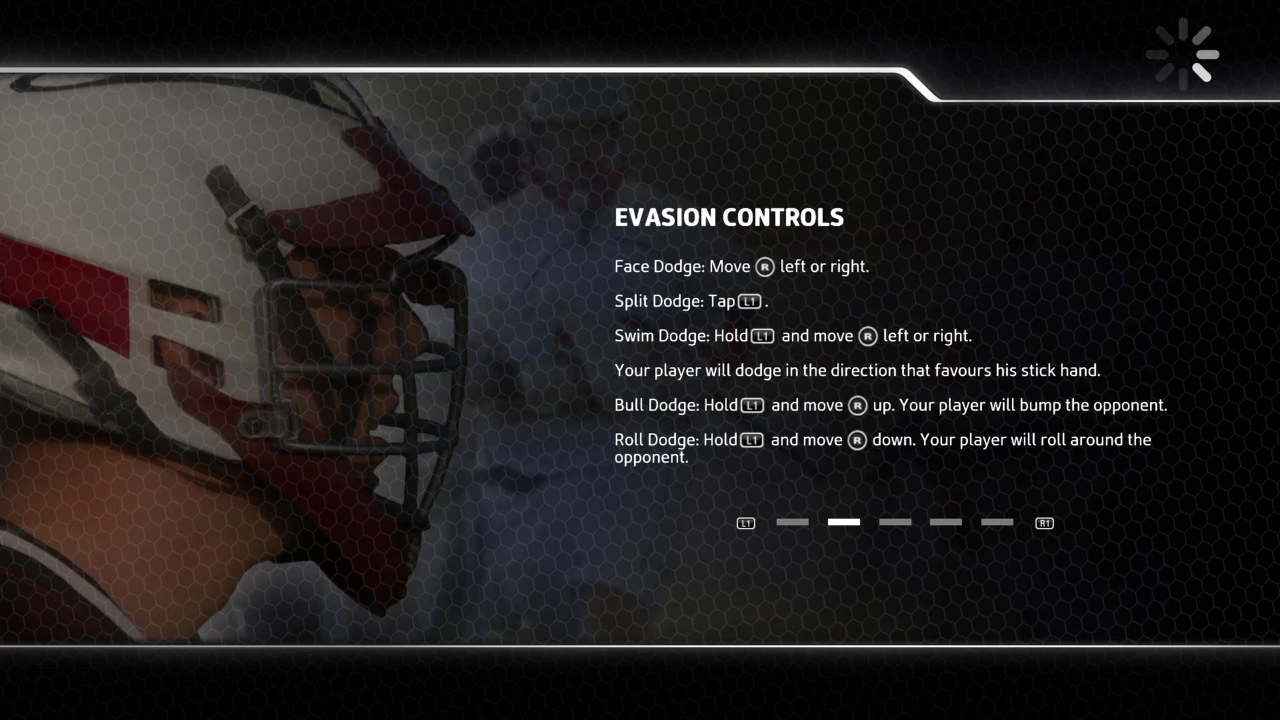 EVASION CONTROLS
Face Dodge: Move R left or right.
Split Dodge: Tap L1 .
Swim Dodge: Hold L1 and move R left or right.
Your player will dodge in the direction that favours his stick hand.
Bull Dodge: Hold L1 and move R up. Your player will bump the opponent.
Roll Dodge: Hold L1 and move R down. Your player will roll around the
opponent.
L1 R1